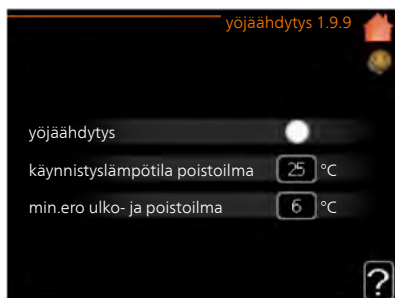 yöjäähdytys 1.9.9
yöjäähdytys
käynnistyslämpötila poistoilma 25 °C
min.ero ulko- ja poistoilma 6 °C
?